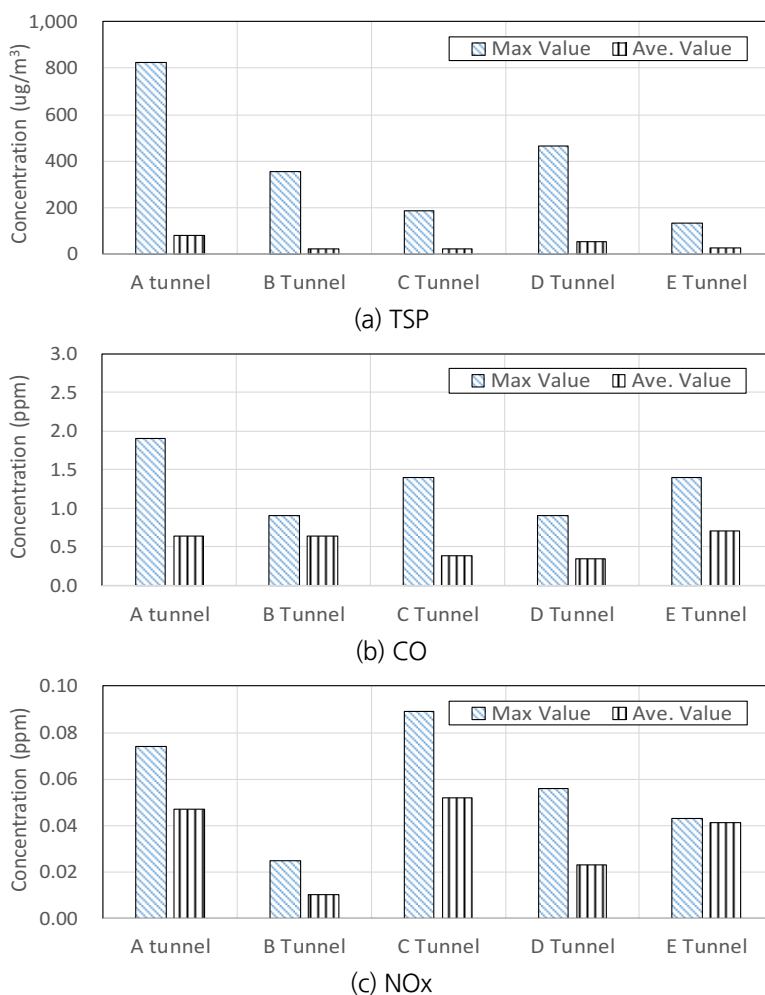 1,000
800
600
400
200
0
Concentration (ug/m³)
Max Value Ave. Value
A tunnel B Tunnel C Tunnel D Tunnel E Tunnel
(a) TSP
3.0
2.5
2.0
1.5
1.0
0.5
0.0
Concentration (ppm)
Max Value Ave. Value
A tunnel B Tunnel C Tunnel D Tunnel E Tunnel
(b) CO
0.10
0.08
0.06
0.04
0.02
0.00
Concentration (ppm)
Max Value Ave. Value
A tunnel B Tunnel C Tunnel D Tunnel E Tunnel
(c) NOx